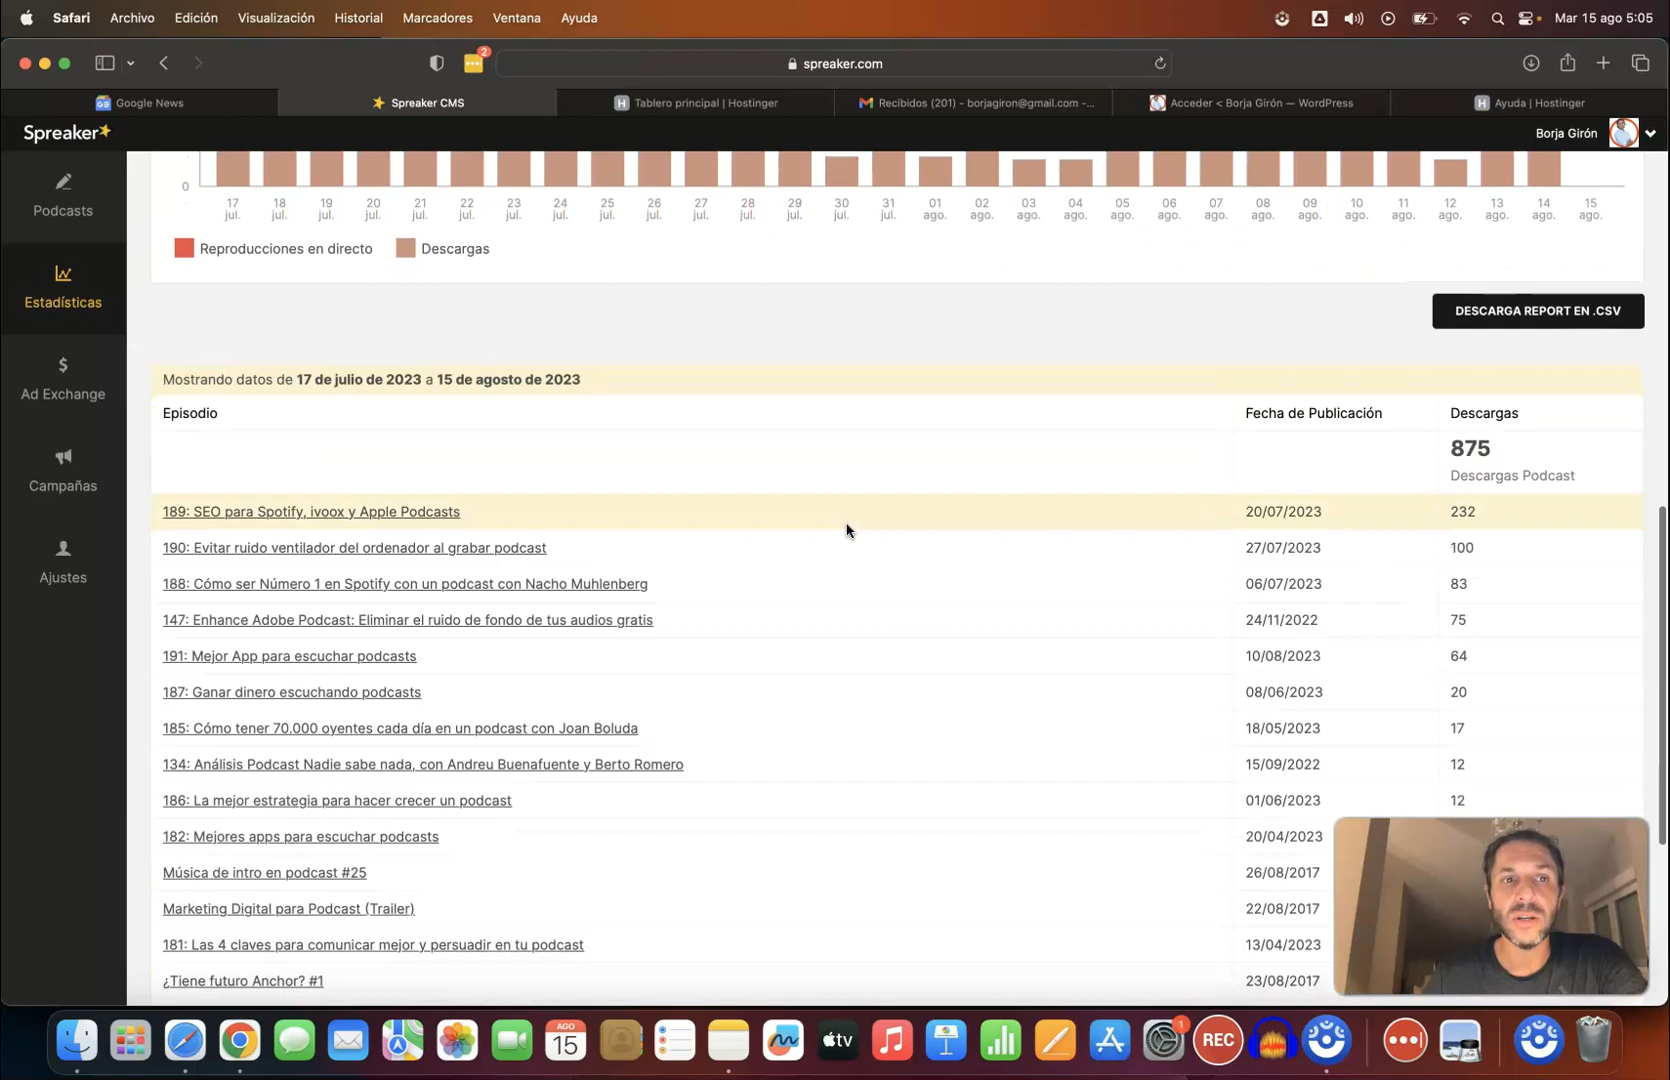 Safari Archivo Edición Visualización Historial Marcadores Ventana Ayuda Mar 15 ago 5:05
2
spreaker.com
Google News Spreaker CMS Tablero principal | Hostinger Recibidos (201) - borjagiron@gmail.com -... Acceder < Borja Girón — WordPress Ayuda | Hostinger
Spreaker Borja Girón
Podcasts
Estadísticas
Ad Exchange
Campañas
Ajustes
0
17 jul. 18 jul. 19 jul. 20 jul. 21 jul. 22 jul. 23 jul. 24 jul. 25 jul. 26 jul. 27 jul. 28 jul. 29 jul. 30 jul. 31 jul. 01 ago. 02 ago. 03 ago. 04 ago. 05 ago. 06 ago. 07 ago. 08 ago. 09 ago. 10 ago. 11 ago. 12 ago. 13 ago. 14 ago. 15 ago.
Reproducciones en directo Descargas
DESCARGA REPORT EN .CSV
Mostrando datos de 17 de julio de 2023 a 15 de agosto de 2023
Episodio Fecha de Publicación Descargas
875
Descargas Podcast
189: SEO para Spotify, ivoox y Apple Podcasts 20/07/2023 232
190: Evitar ruido ventilador del ordenador al grabar podcast 27/07/2023 100
188: Cómo ser Número 1 en Spotify con un podcast con Nacho Muhlenberg 06/07/2023 83
147: Enhance Adobe Podcast: Eliminar el ruido de fondo de tus audios gratis 24/11/2022 75
191: Mejor App para escuchar podcasts 10/08/2023 64
187: Ganar dinero escuchando podcasts 08/06/2023 20
185: Cómo tener 70.000 oyentes cada día en un podcast con Joan Boluda 18/05/2023 17
134: Análisis Podcast Nadie sabe nada, con Andreu Buenafuente y Berto Romero 15/09/2022 12
186: La mejor estrategia para hacer crecer un podcast 01/06/2023 12
182: Mejores apps para escuchar podcasts 20/04/2023
Música de intro en podcast #25 26/08/2017
Marketing Digital para Podcast (Trailer) 22/08/2017
181: Las 4 claves para comunicar mejor y persuadir en tu podcast 13/04/2023
¿Tiene futuro Anchor? #1 23/08/2017
AGO
15
tv
1
REC